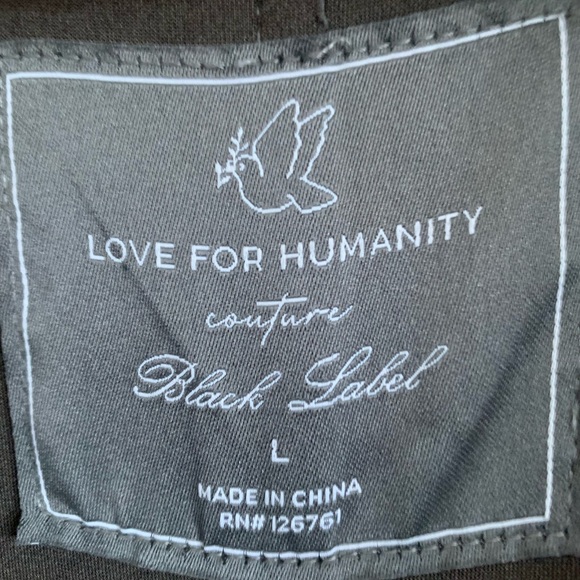 LOVE FOR HUMANITY
couture
Black Label
L
MADE IN CHINA
RN# 126761